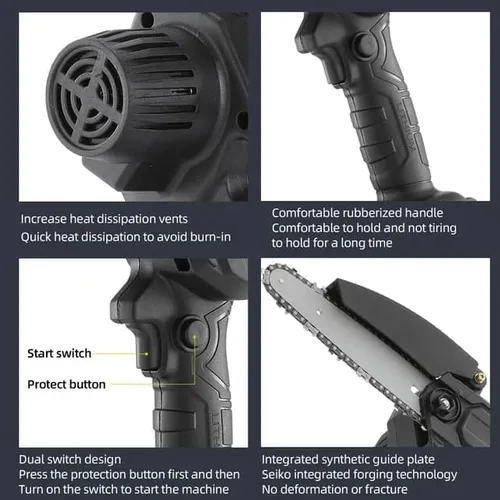 Increase heat dissipation vents
Quick heat dissipation to avoid burn-in
Comfortable rubberized handle
Comfortable to hold and not tiring
to hold for a long time
Start switch
Protect button
Dual switch design
Press the protection button first and then
Turn on the switch to start the machine
Integrated synthetic guide plate
Seiko integrated forging technology
No deformation or fracture